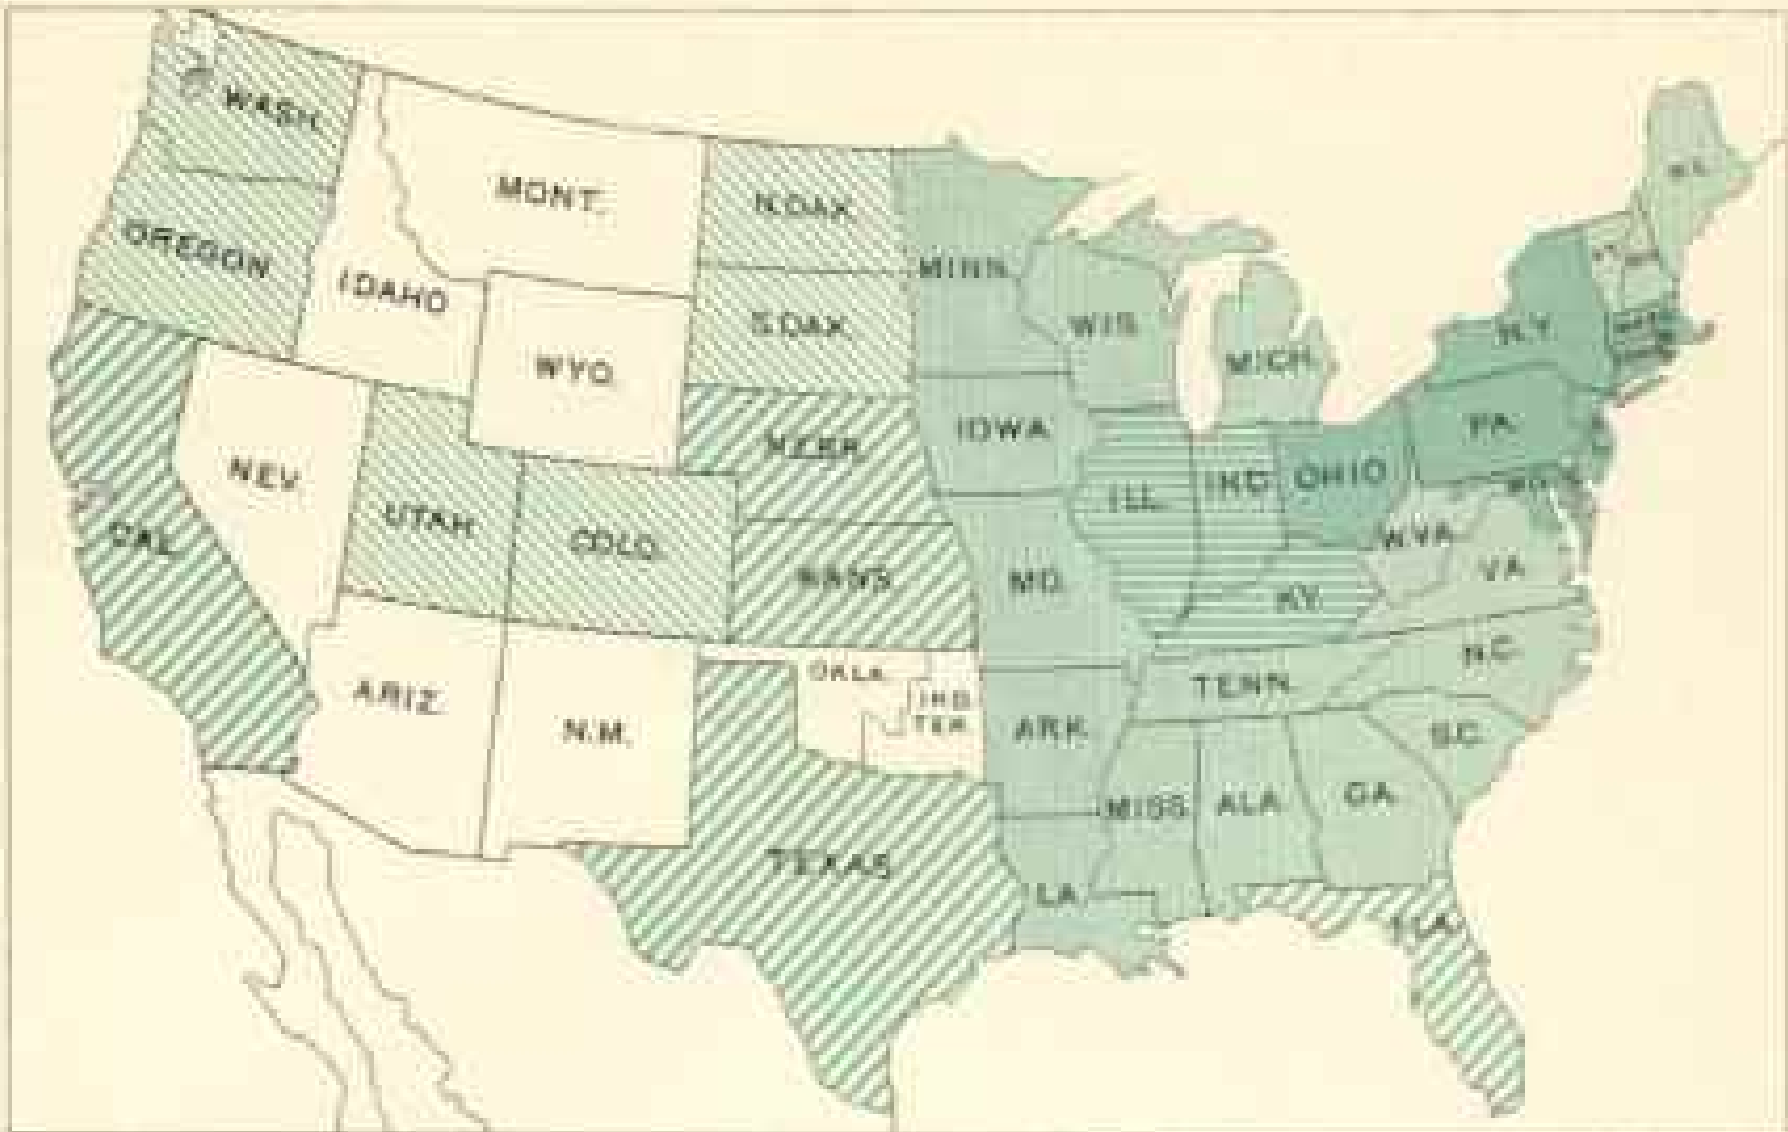 WASH.
MONT.
N.DAK.
MINN.
OREGON
IDAHO
S.DAK.
WIS.
MICH.
N.Y.
VT.
WYO.
NEBR.
IOWA
ILL.
IND.
OHIO
PA.
NEV.
UTAH
COLO.
KANS.
MO.
KY.
W.VA.
VA.
CAL.
ARIZ.
N.M.
OKLA.
IND.
TER.
ARK.
TENN.
N.C.
S.C.
TEXAS
LA.
MISS.
ALA.
GA.
FLA.